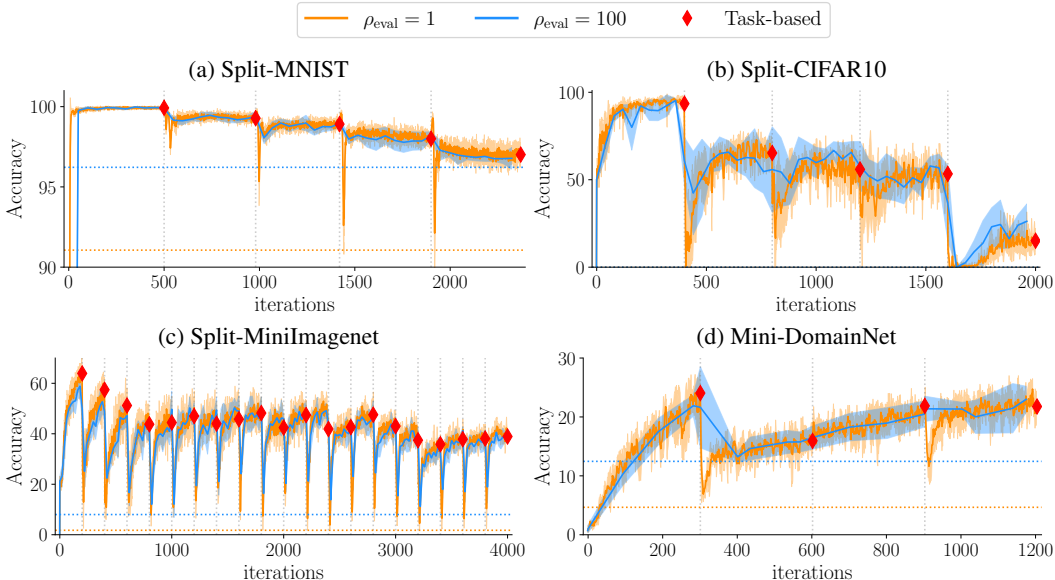 ρeval = 1 ρeval = 100 Task-based
(a) Split-MNIST
100
95
90
Accuracy
0 500 1000 1500 2000
iterations
(b) Split-CIFAR10
100
50
0
Accuracy
0 500 1000 1500 2000
iterations
(c) Split-MiniImagenet
60
40
20
0
Accuracy
0 1000 2000 3000 4000
iterations
(d) Mini-DomainNet
30
20
10
0
Accuracy
0 200 400 600 800 1000 1200
iterations